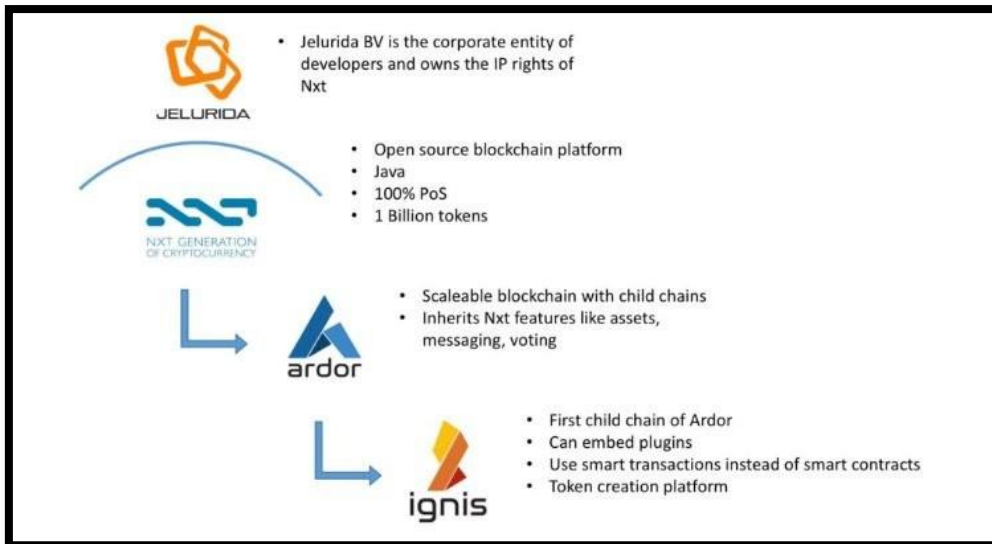 JELURIDA
• Jelurida BV is the corporate entity of
developers and owns the IP rights of
Nxt
NXT GENERATION
OF CRYPTOCURRENCY
• Open source blockchain platform
• Java
• 100% PoS
• 1 Billion tokens
ardor
• Scaleable blockchain with child chains
• Inherits Nxt features like assets,
messaging, voting
ignis
• First child chain of Ardor
• Can embed plugins
• Use smart transactions instead of smart contracts
• Token creation platform